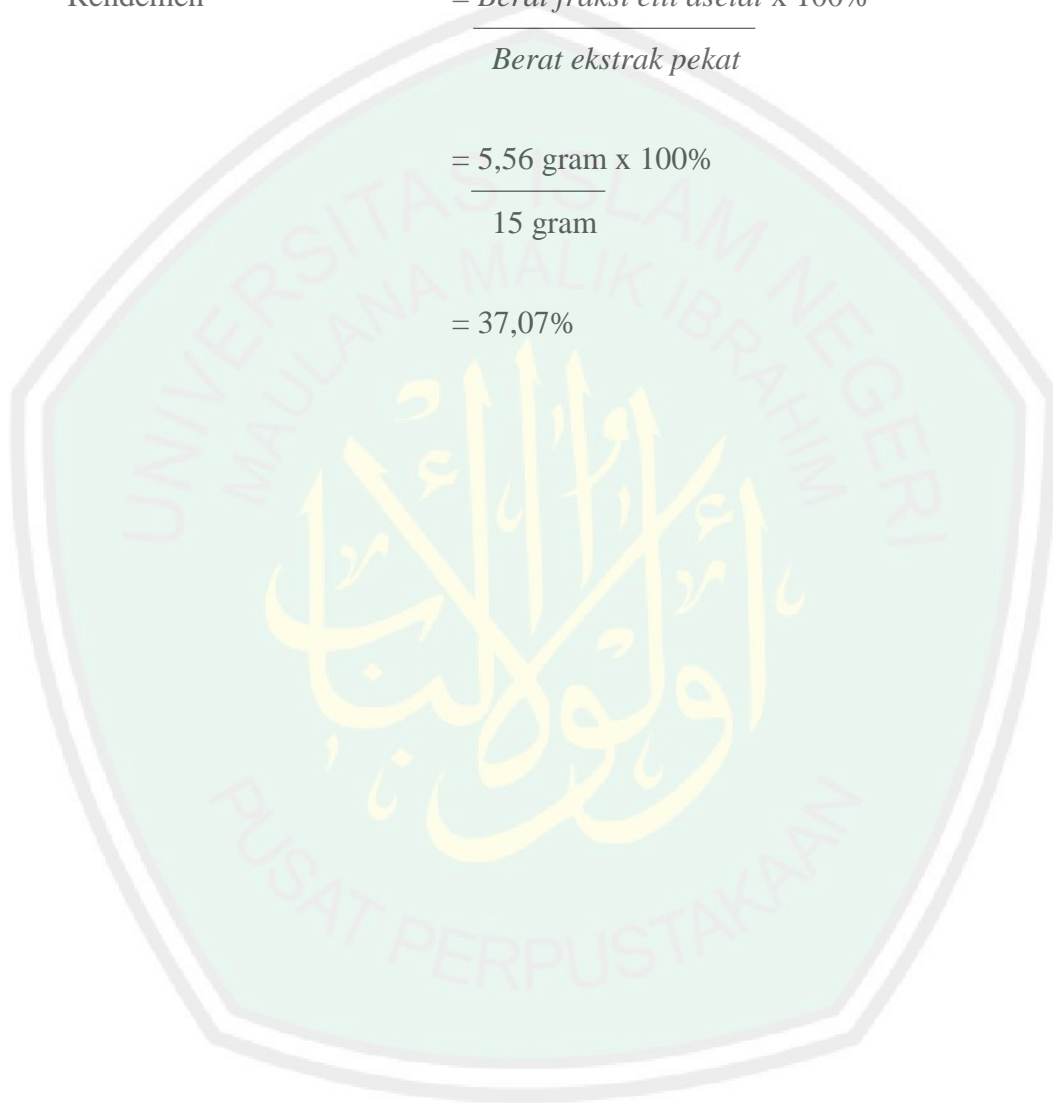 Rendemen = Berat fraksi etil asetat x 100%
Berat ekstrak pekat
= 5,56 gram x 100%
15 gram
= 37,07%
UNIVERSITAS ISLAM NEGERI
MAULANA MALIK IBRAHIM
PUSAT PERPUSTAKAAN